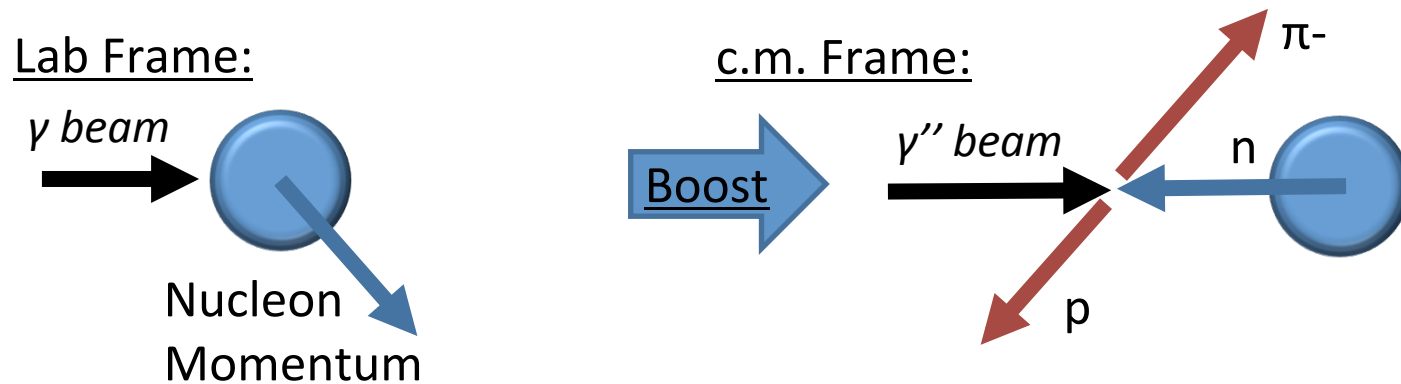 Lab Frame:
γ beam
Nucleon
Momentum
Boost
c.m. Frame:
γ’’ beam
π-
n
p